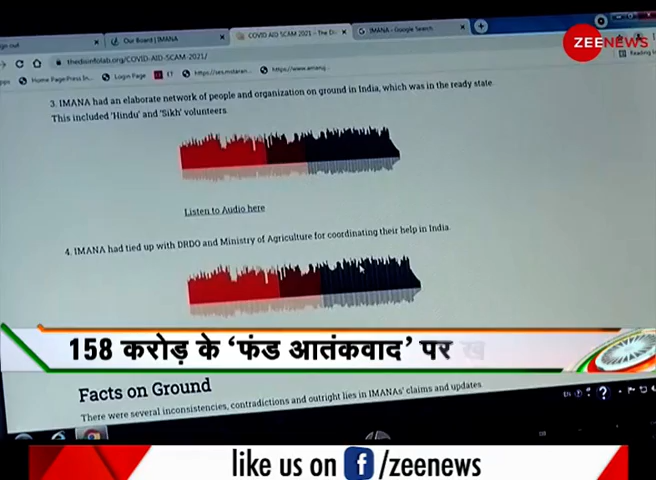 Our Board | IMANA
COVID AID SCAM 2021 - The Di
IMANA - Google Search
ZEE NEWS
thedisinfolab.org/COVID-AID-SCAM-2021/
Home Page-Press In...
Login Page
ET
Reading
3. IMANA had an elaborate network of people and organization on ground in India, which was in the ready state.
This included 'Hindu' and 'Sikh' volunteers.
Listen to Audio here
4. IMANA had tied up with DRDO and Ministry of Agriculture for coordinating their help in India.
158 करोड़ के 'फंड आतंकवाद' पर
Facts on Ground
There were several inconsistencies, contradictions and outright lies in IMANAs' claims and updates.
like us on f/zeenews